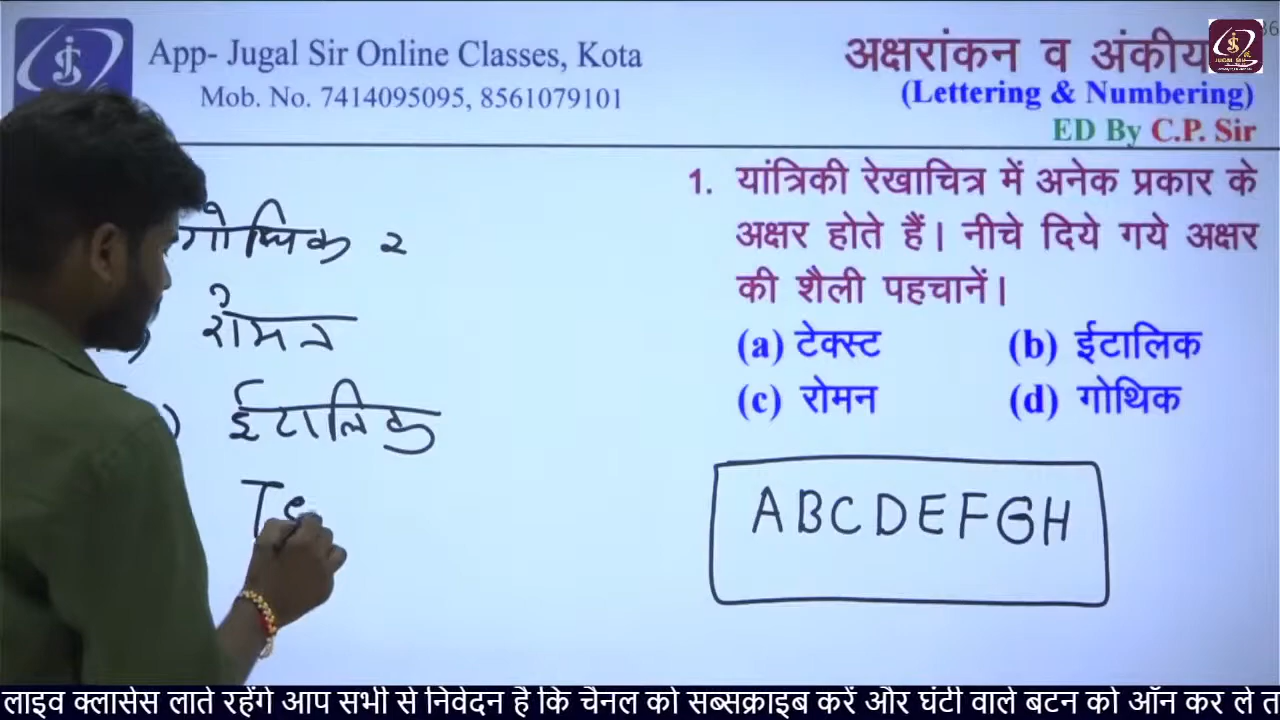 App- Jugal Sir Online Classes, Kota
Mob. No. 7414095095, 8561079101
अक्षरांकन व अंकीय
(Lettering & Numbering)
ED By C.P. Sir
1. यांत्रिकी रेखाचित्र में अनेक प्रकार के
अक्षर होते हैं। नीचे दिये गये अक्षर
की शैली पहचानें।
(a) टेक्स्ट (b) ईटालिक
(c) रोमन (d) गोथिक
ABCDEFGH
गोथिक २
रोमन
ईटालिक
Te
लाइव क्लासेस लाते रहेंगे आप सभी से निवेदन है कि चैनल को सब्सक्राइब करें और घंटी वाले बटन को ऑन कर ले त